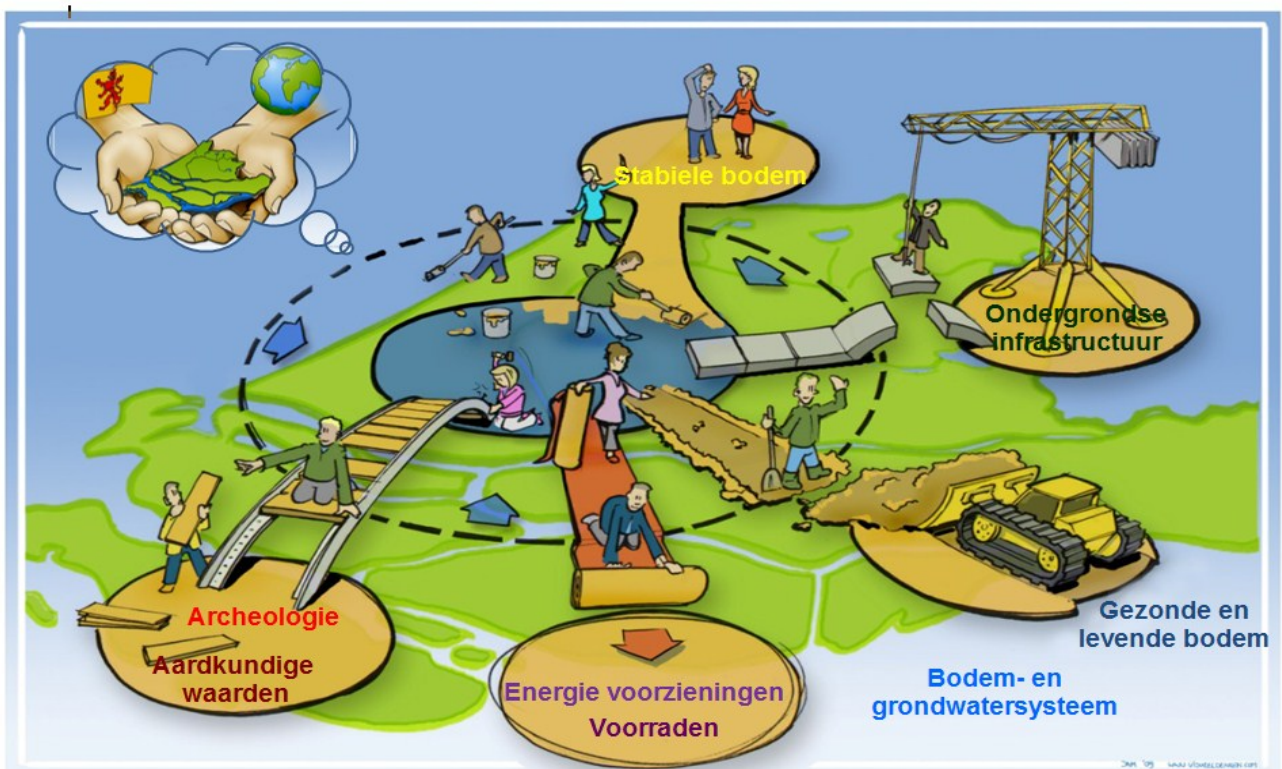 Stabiele bodem
Ondergrondse
infrastructuur
Archeologie
Aardkundige
waarden
Energie voorzieningen
Voorraden
Gezonde en
levende bodem
Bodem- en
grondwatersysteem